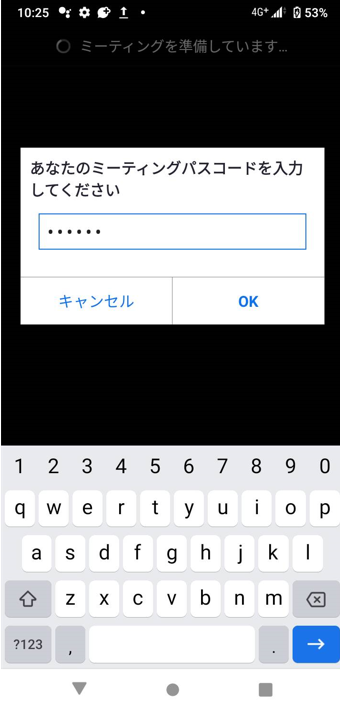 10:25
4G+
53%
ミーティングを準備しています...
あなたのミーティングパスコードを入力
してください
••••••
キャンセル
OK
1 2 3 4 5 6 7 8 9 0
q w e r t y u i o p
a s d f g h j k l
z x c v b n m
?123 , .